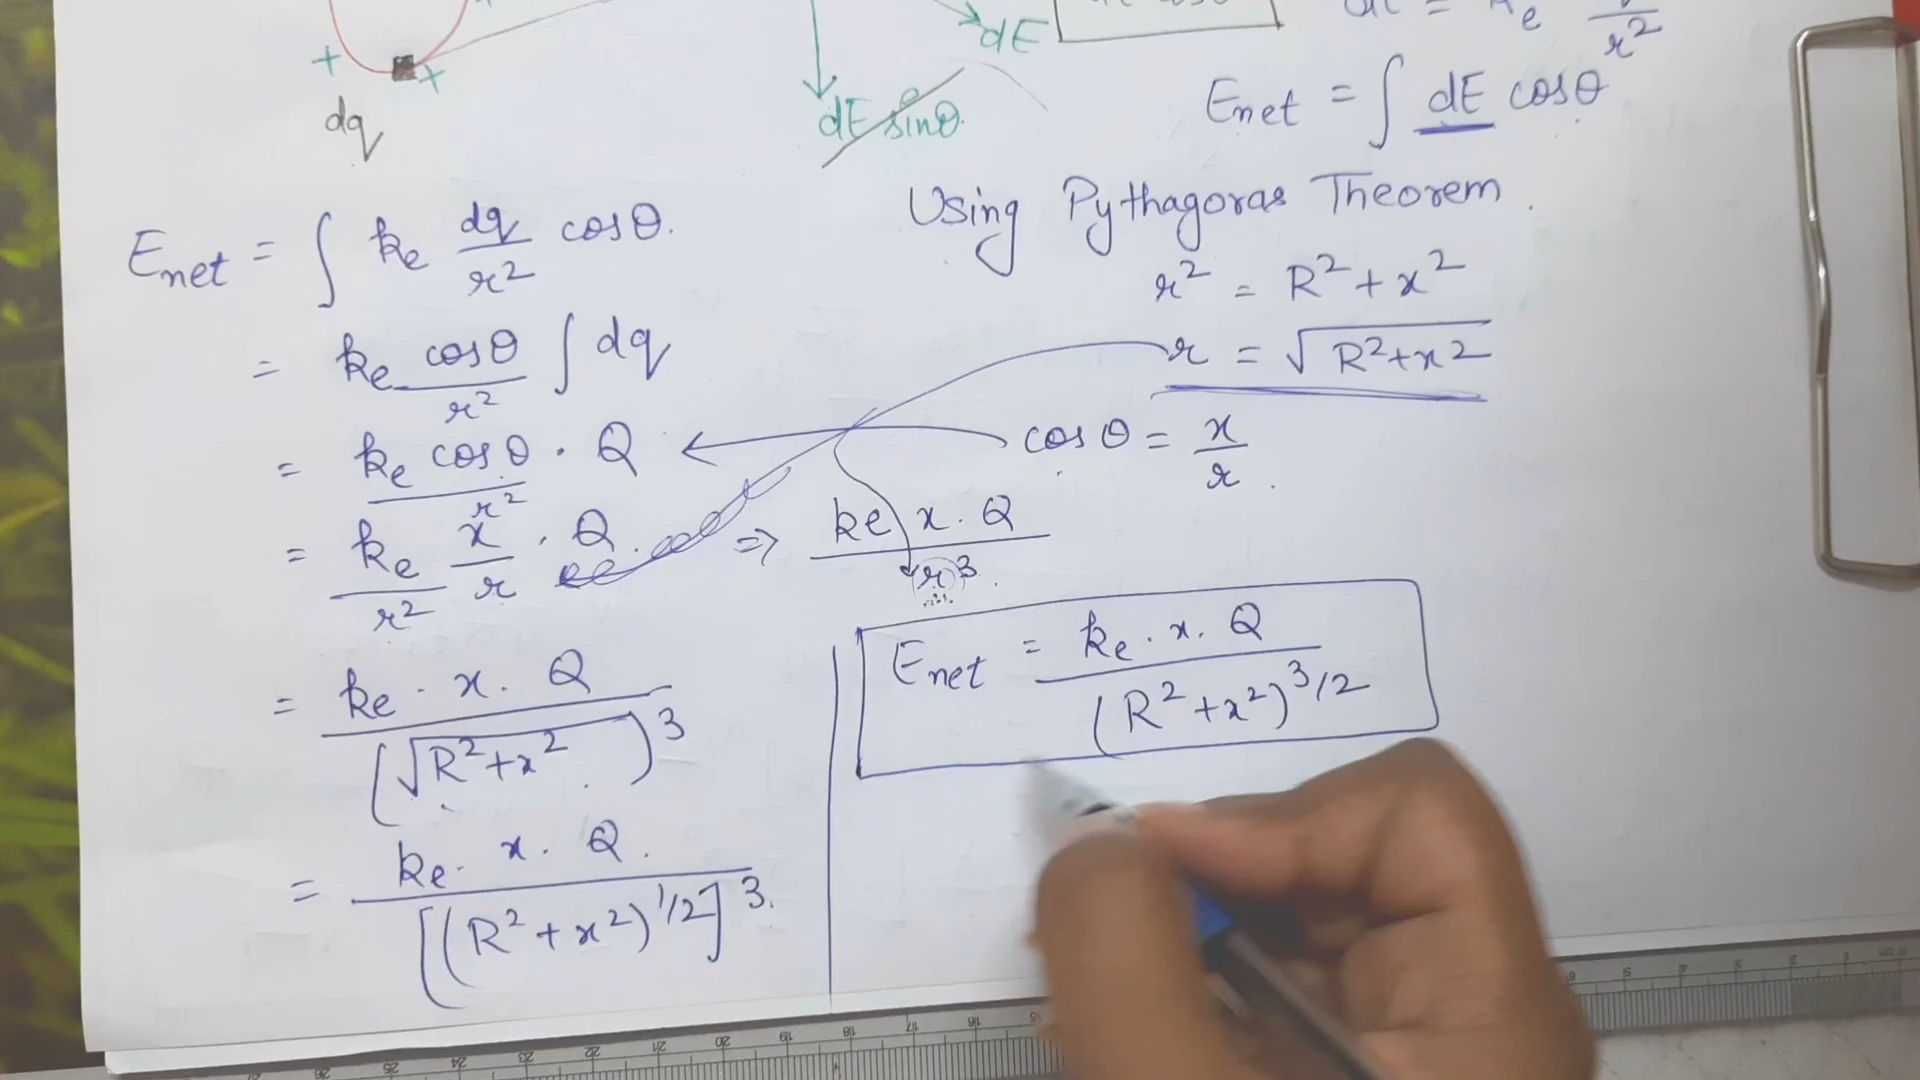 + +
dq
dE
dE sinθ. 0
r²
Enet = ∫ dE cosθ
Using Pythagoras Theorem.
r² = R² + x²
r = √R²+x²
cos θ = x/r.
Enet = ∫ ke dq/r² cosθ.
= ke cosθ/r² ∫ dq
= ke cosθ/r² . Q
= ke/r² x/r . Q. ⇒ ke x . Q/r³.
= ke . x . Q/(√R²+x²)³
= ke . x . Q./[(R²+x²)^1/2]³.
Enet = ke . x . Q/(R²+x²)^3/2